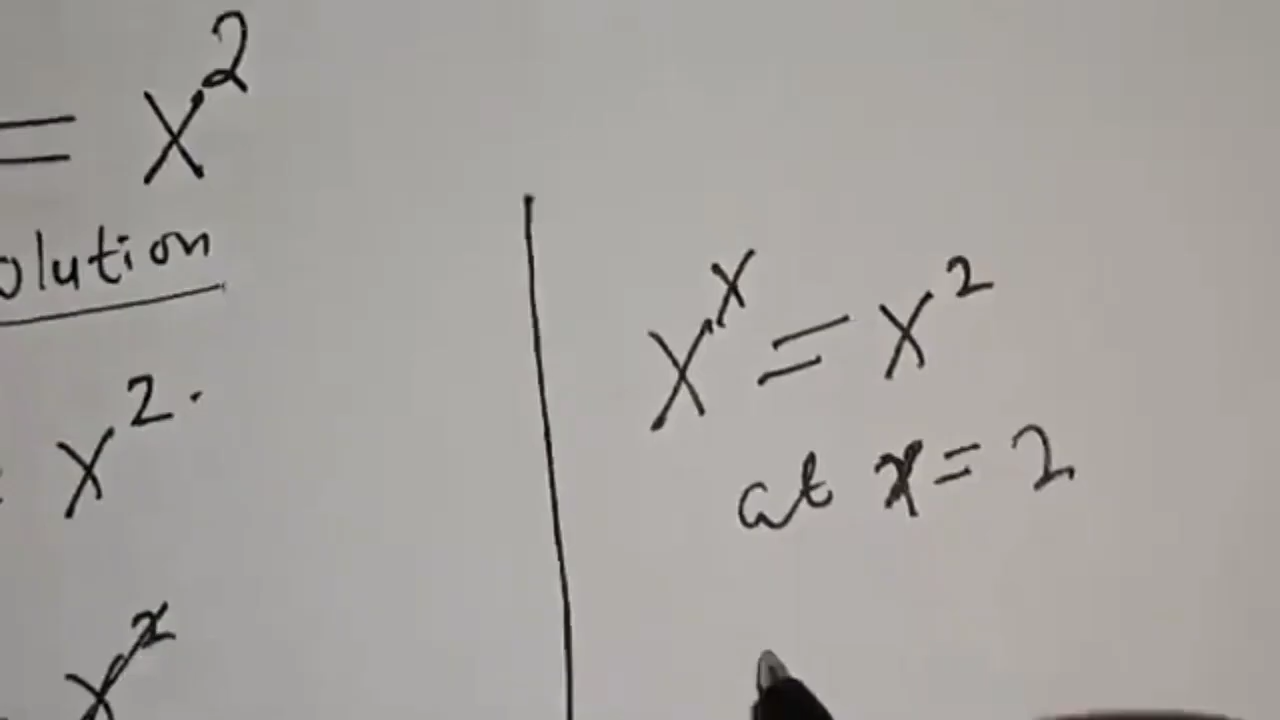 = X²
olution
X².
X^x
X^X = X²
at x = 2